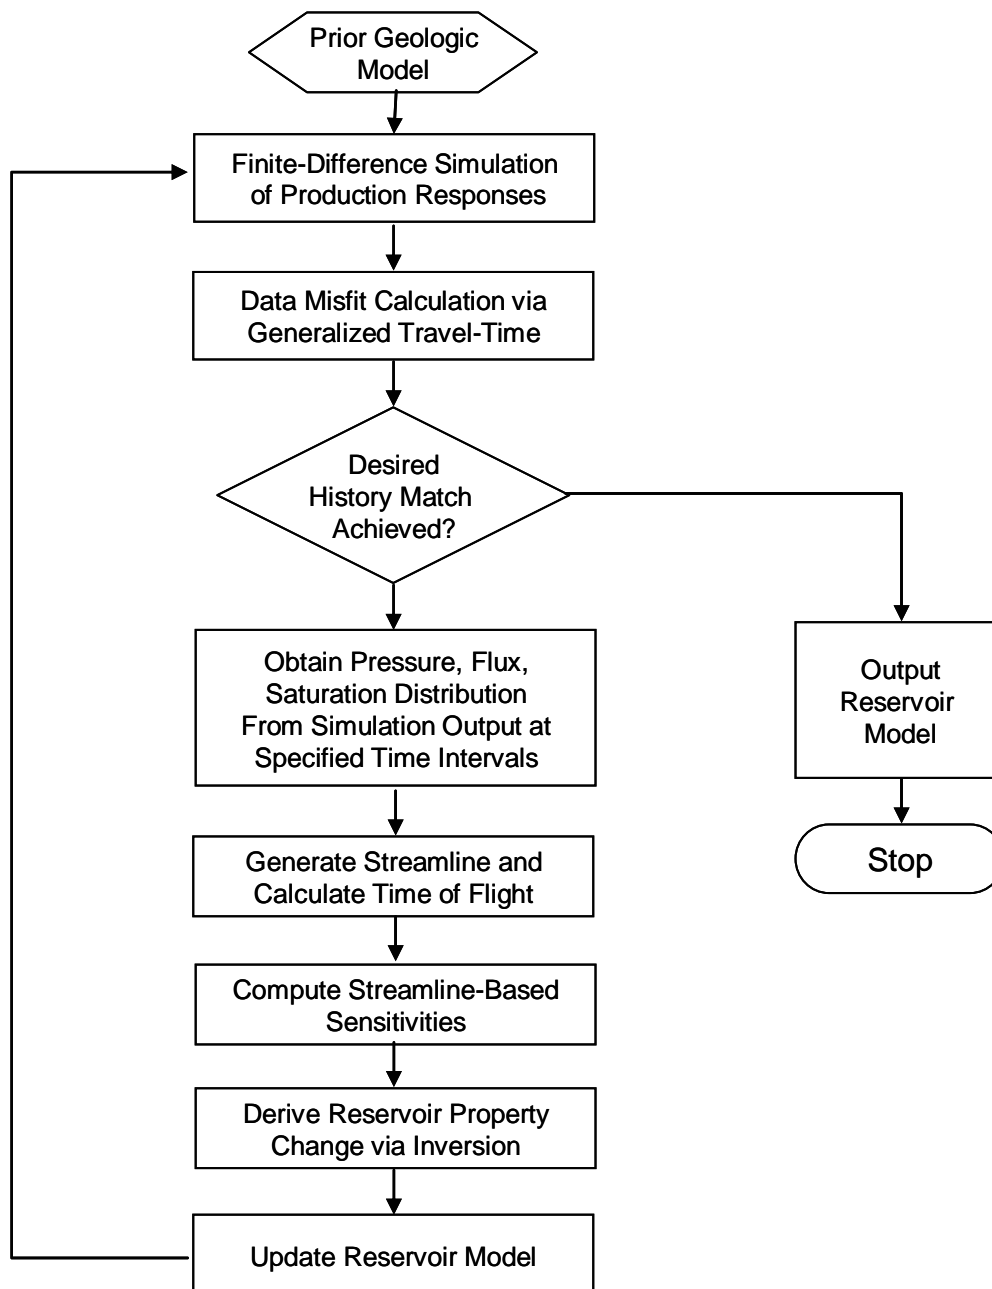 Prior Geologic
Model
Finite-Difference Simulation
of Production Responses
Data Misfit Calculation via
Generalized Travel-Time
Desired
History Match
Achieved?
Obtain Pressure, Flux,
Saturation Distribution
From Simulation Output at
Specified Time Intervals
Output
Reservoir
Model
Generate Streamline and
Calculate Time of Flight
Stop
Compute Streamline-Based
Sensitivities
Derive Reservoir Property
Change via Inversion
Update Reservoir Model